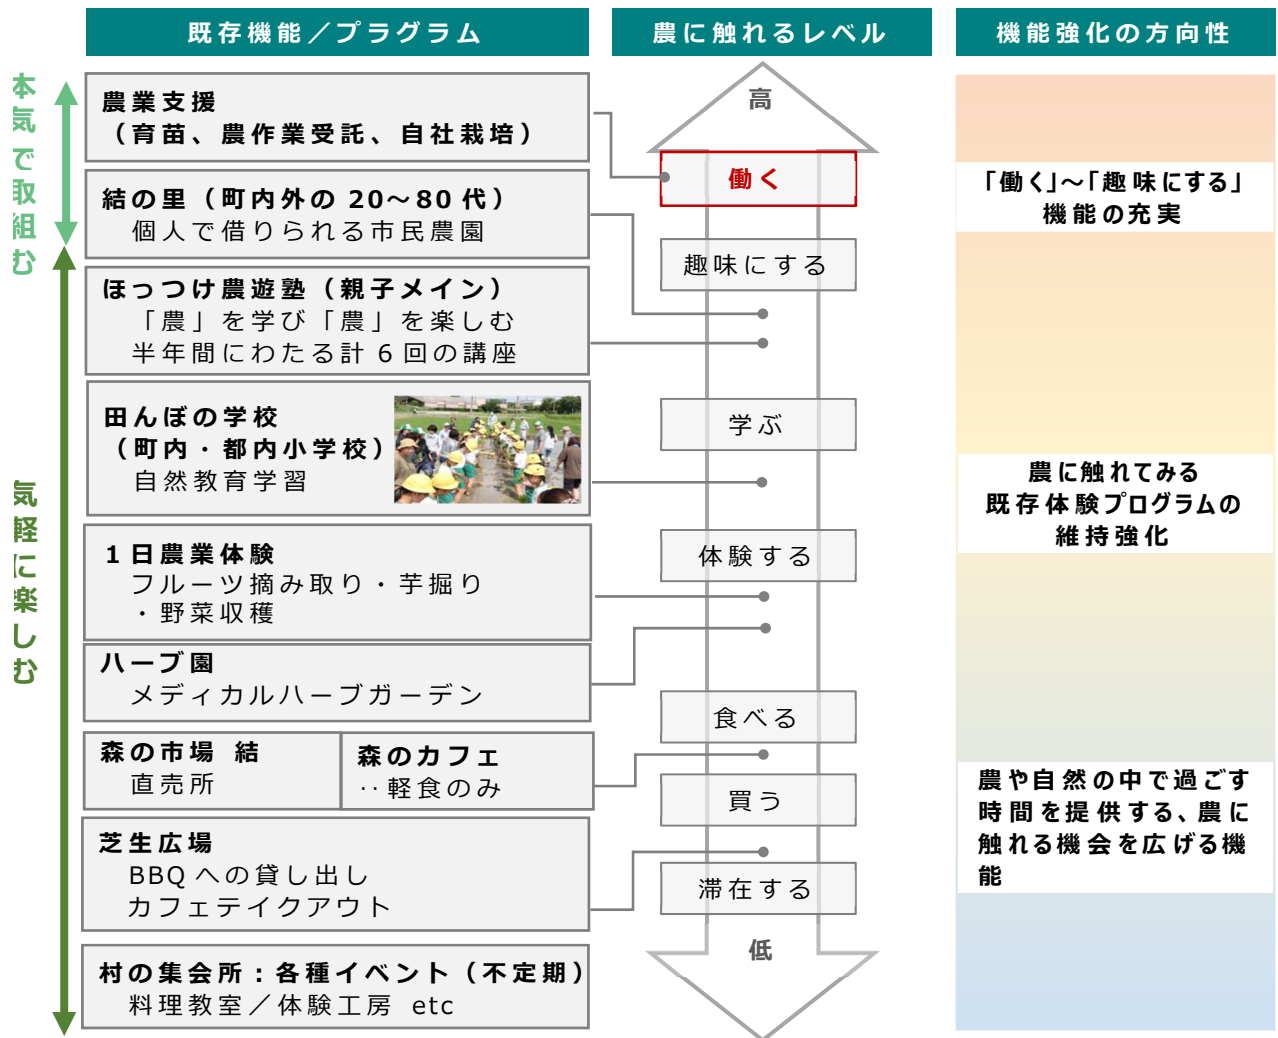 既存機能／プラグラム
農に触れるレベル
機能強化の方向性
本気で取組む
気軽に楽しむ
農業支援
（育苗、農作業受託、自社栽培）
結の里（町内外の 20～80 代）
個人で借りられる市民農園
ほっつけ農遊塾（親子メイン）
「農」を学び「農」を楽しむ
半年間にわたる計 6 回の講座
田んぼの学校
（町内・都内小学校）
自然教育学習
1 日農業体験
フルーツ摘み取り・芋掘り
・野菜収穫
ハーブ園
メディカルハーブガーデン
森の市場 結
直売所
森のカフェ
‥軽食のみ
芝生広場
BBQ への貸し出し
カフェテイクアウト
村の集会所：各種イベント（不定期）
料理教室／体験工房 etc
高
働く
趣味にする
学ぶ
体験する
食べる
買う
滞在する
低
「働く」～「趣味にする」
機能の充実
農に触れてみる
既存体験プログラムの
維持強化
農や自然の中で過ごす
時間を提供する、農に
触れる機会を広げる機
能